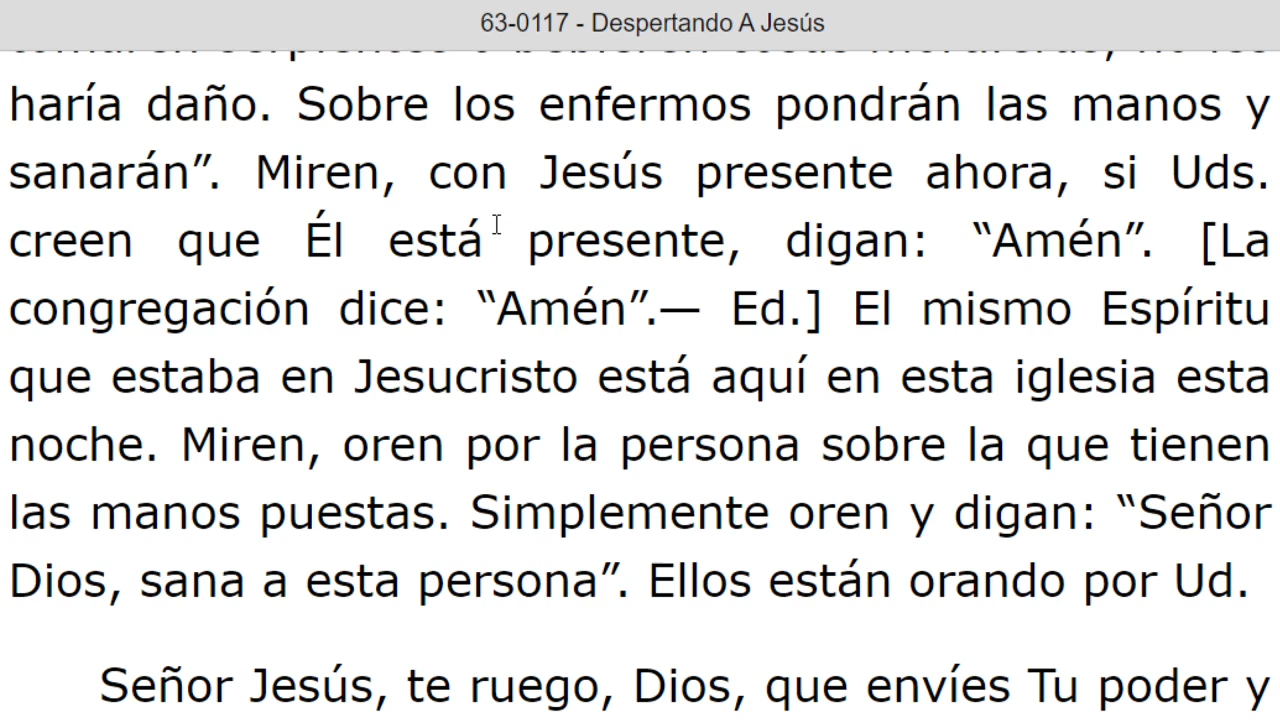 63-0117 - Despertando A Jesús
haría daño. Sobre los enfermos pondrán las manos y
sanarán”. Miren, con Jesús presente ahora, si Uds.
creen que Él está presente, digan: “Amén”. [La
congregación dice: “Amén”.— Ed.] El mismo Espíritu
que estaba en Jesucristo está aquí en esta iglesia esta
noche. Miren, oren por la persona sobre la que tienen
las manos puestas. Simplemente oren y digan: “Señor
Dios, sana a esta persona”. Ellos están orando por Ud.
Señor Jesús, te ruego, Dios, que envíes Tu poder y